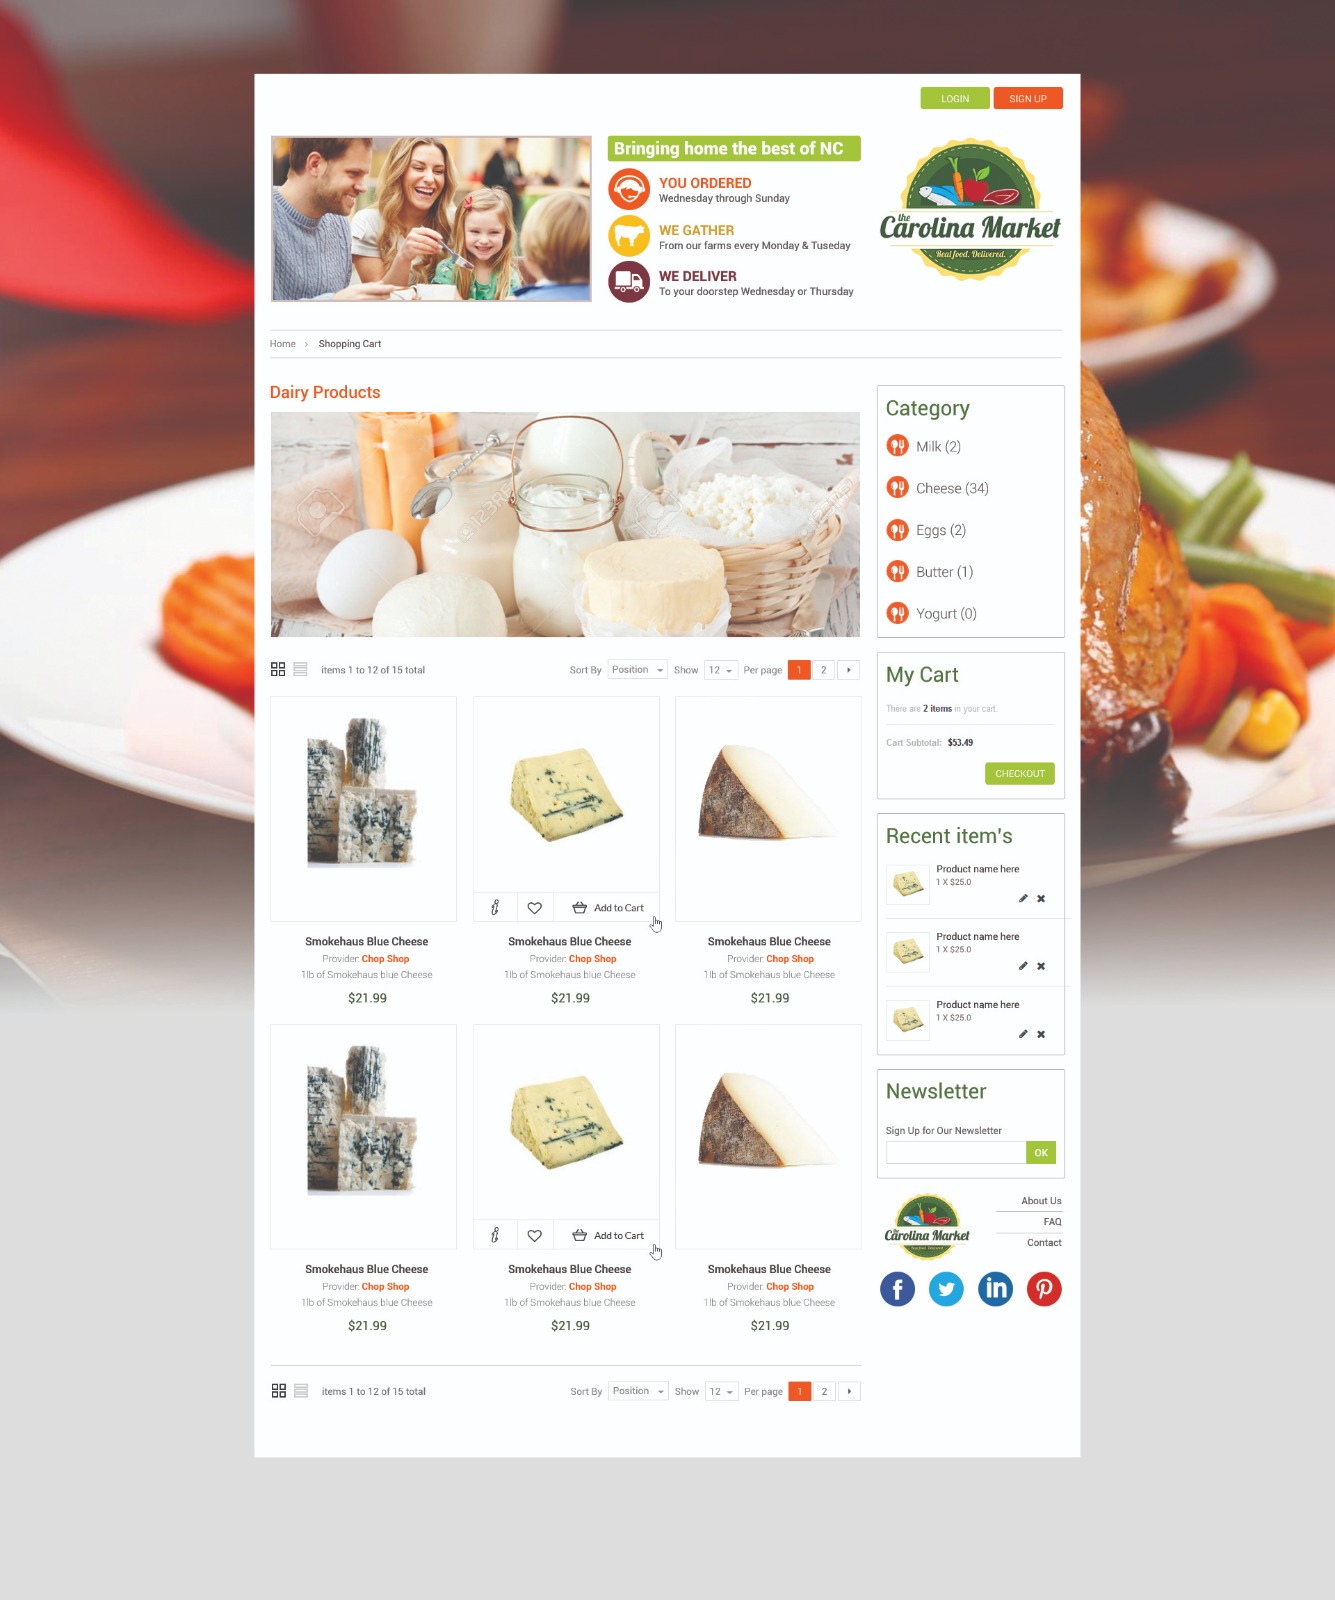 LOGIN
SIGN UP
Bringing home the best of NC
YOU ORDERED
Wednesday through Sunday
WE GATHER
From our farms every Monday & Tuseday
WE DELIVER
To your doorstep Wednesday or Thursday
the
Carolina Market
Real food. Delivered.
Home › Shopping Cart
Dairy Products
123RF
items 1 to 12 of 15 total
Sort By Position Show 12 Per page 1 2
Add to Cart
Smokehaus Blue Cheese
Provider: Chop Shop
1lb of Smokehaus blue Cheese
$21.99
Smokehaus Blue Cheese
Provider: Chop Shop
1lb of Smokehaus blue Cheese
$21.99
Smokehaus Blue Cheese
Provider: Chop Shop
1lb of Smokehaus blue Cheese
$21.99
Add to Cart
Smokehaus Blue Cheese
Provider: Chop Shop
1lb of Smokehaus blue Cheese
$21.99
Smokehaus Blue Cheese
Provider: Chop Shop
1lb of Smokehaus blue Cheese
$21.99
Smokehaus Blue Cheese
Provider: Chop Shop
1lb of Smokehaus blue Cheese
$21.99
items 1 to 12 of 15 total
Sort By Position Show 12 Per page 1 2
Category
Milk (2)
Cheese (34)
Eggs (2)
Butter (1)
Yogurt (0)
My Cart
There are 2 items in your cart.
Cart Subtotal: $53.49
CHECKOUT
Recent item's
Product name here
1 X $25.0
Product name here
1 X $25.0
Product name here
1 X $25.0
Newsletter
Sign Up for Our Newsletter
OK
the
Carolina Market
Real food. Delivered.
About Us
FAQ
Contact